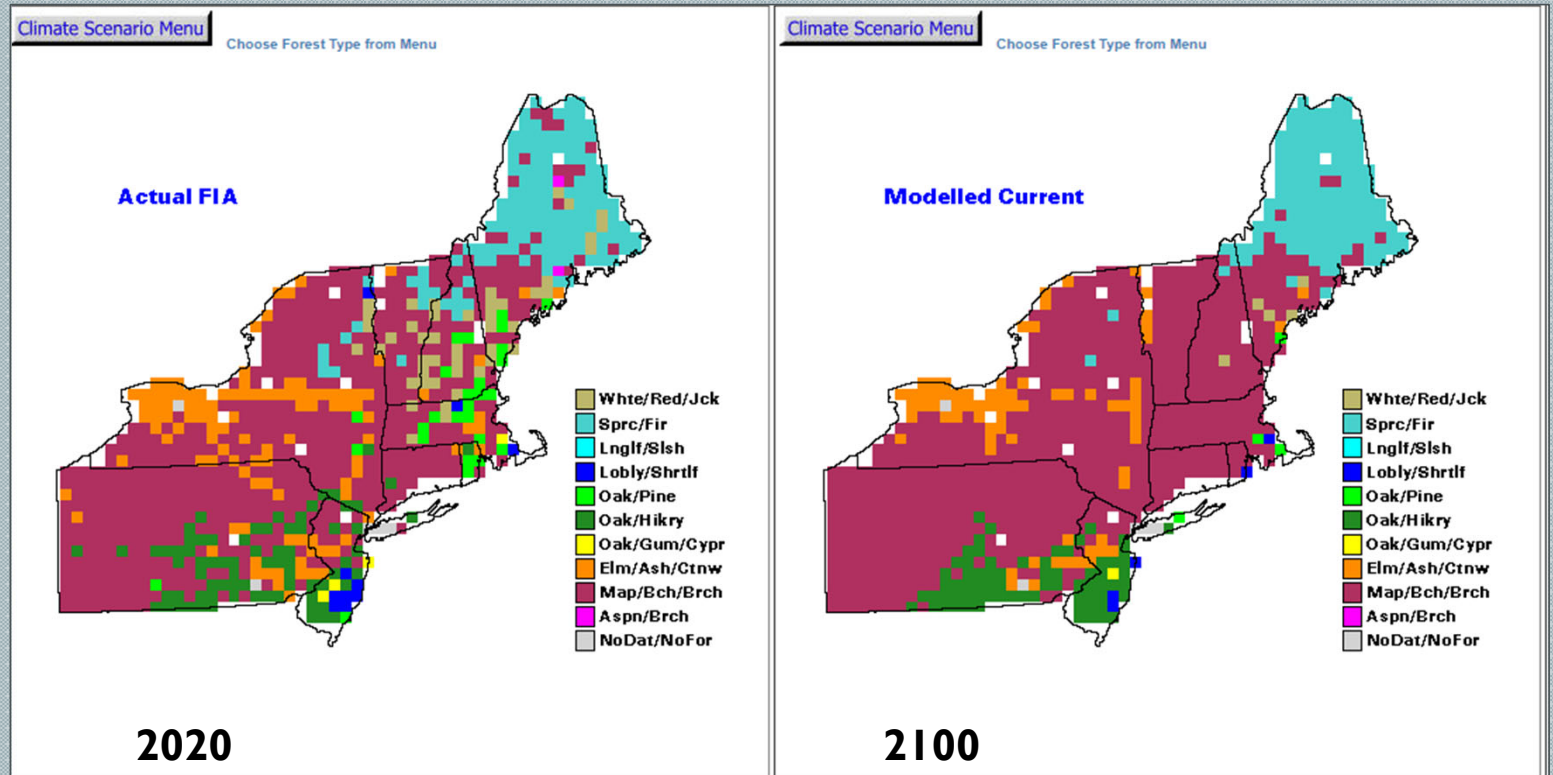 Climate Scenario Menu
Choose Forest Type from Menu
Actual FIA
Whte/Red/Jck
Sprc/Fir
Lnglf/Slsh
Lobly/Shrtlf
Oak/Pine
Oak/Hikry
Oak/Gum/Cypr
Elm/Ash/Ctnw
Map/Bch/Brch
Aspn/Brch
NoDat/NoFor
2020
Climate Scenario Menu
Choose Forest Type from Menu
Modelled Current
Whte/Red/Jck
Sprc/Fir
Lnglf/Slsh
Lobly/Shrtlf
Oak/Pine
Oak/Hikry
Oak/Gum/Cypr
Elm/Ash/Ctnw
Map/Bch/Brch
Aspn/Brch
NoDat/NoFor
2100